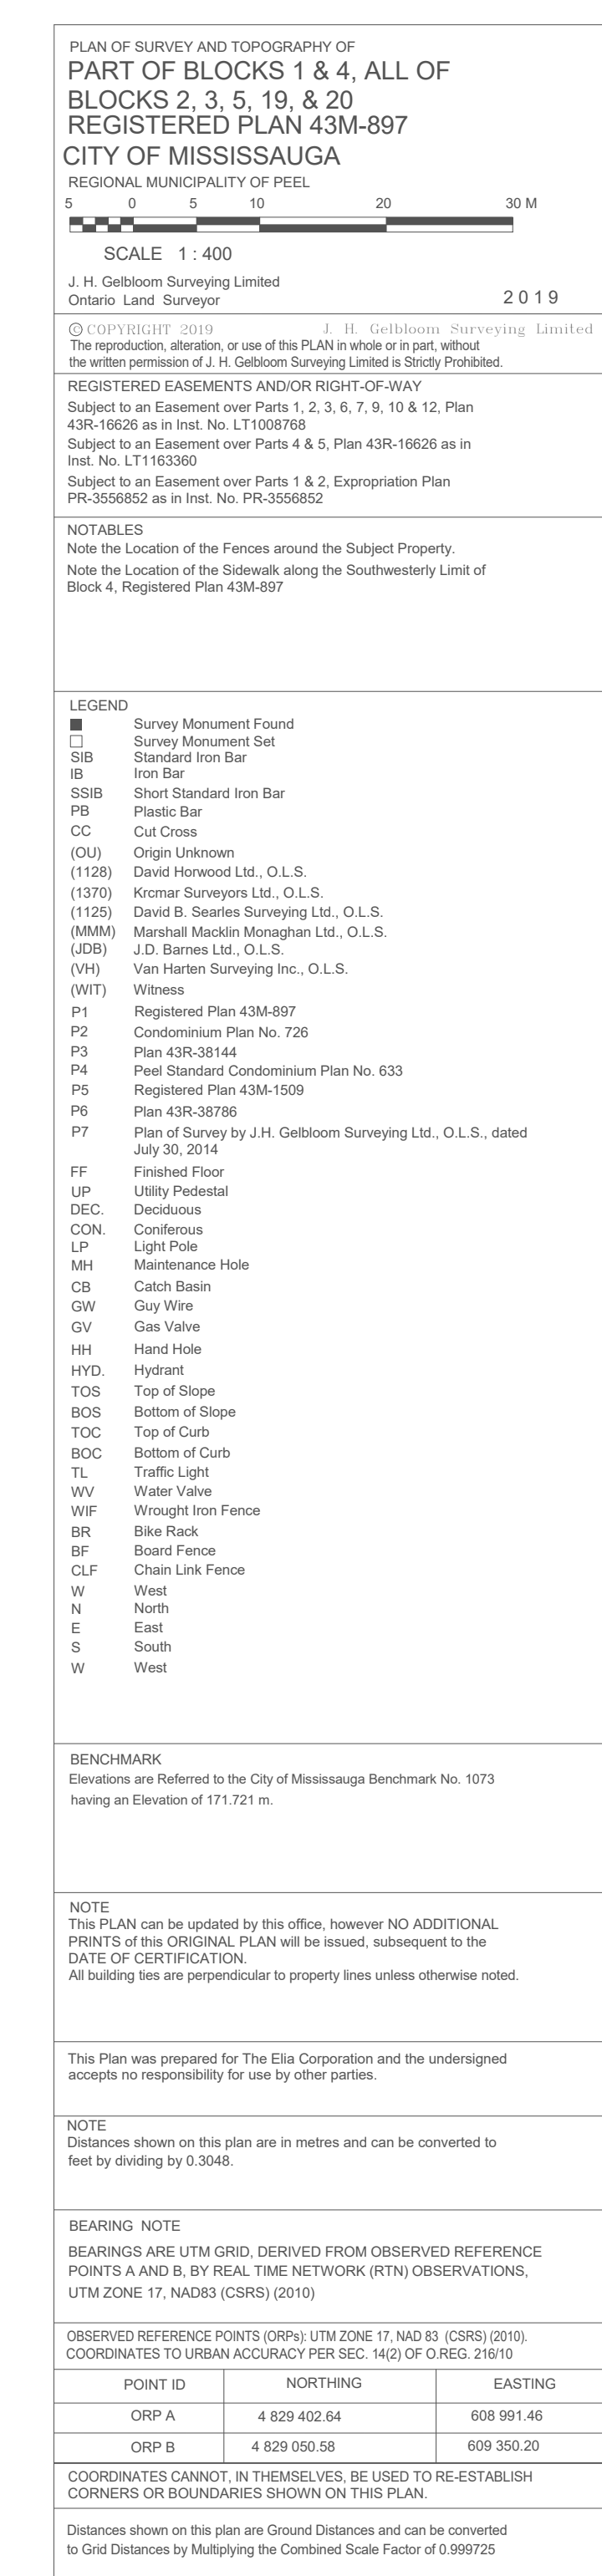 PLAN OF SURVEY AND TOPOGRAPHY OF
PART OF BLOCKS 1 & 4, ALL OF
BLOCKS 2, 3, 5, 19, & 20
REGISTERED PLAN 43M-897
CITY OF MISSISSAUGA
REGIONAL MUNICIPALITY OF PEEL
5 0 5 10 20 30 M
SCALE 1 : 400
J. H. Gelbloom Surveying Limited
Ontario Land Surveyor 2019
© COPYRIGHT 2019 J. H. Gelbloom Surveying Limited
The reproduction, alteration, or use of this PLAN in whole or in part, without
the written permission of J. H. Gelbloom Surveying Limited is Strictly Prohibited.
REGISTERED EASEMENTS AND/OR RIGHT-OF-WAY
Subject to an Easement over Parts 1, 2, 3, 6, 7, 9, 10 & 12, Plan
43R-16626 as in Inst. No. LT1008768
Subject to an Easement over Parts 4 & 5, Plan 43R-16626 as in
Inst. No. LT1163360
Subject to an Easement over Parts 1 & 2, Expropriation Plan
PR-3556852 as in Inst. No. PR-3556852
NOTABLES
Note the Location of the Fences around the Subject Property.
Note the Location of the Sidewalk along the Southwesterly Limit of
Block 4, Registered Plan 43M-897
LEGEND
Survey Monument Found
Survey Monument Set
SIB Standard Iron Bar
IB Iron Bar
SSIB Short Standard Iron Bar
PB Plastic Bar
CC Cut Cross
(OU) Origin Unknown
(1128) David Horwood Ltd., O.L.S.
(1370) Krcmar Surveyors Ltd., O.L.S.
(1125) David B. Searles Surveying Ltd., O.L.S.
(MMM) Marshall Macklin Monaghan Ltd., O.L.S.
(JDB) J.D. Barnes Ltd., O.L.S.
(VH) Van Harten Surveying Inc., O.L.S.
(WIT) Witness
P1 Registered Plan 43M-897
P2 Condominium Plan No. 726
P3 Plan 43R-38144
P4 Peel Standard Condominium Plan No. 633
P5 Registered Plan 43M-1509
P6 Plan 43R-38786
P7 Plan of Survey by J.H. Gelbloom Surveying Ltd., O.L.S., dated
July 30, 2014
FF Finished Floor
UP Utility Pedestal
DEC. Deciduous
CON. Coniferous
LP Light Pole
MH Maintenance Hole
CB Catch Basin
GW Guy Wire
GV Gas Valve
HH Hand Hole
HYD. Hydrant
TOS Top of Slope
BOS Bottom of Slope
TOC Top of Curb
BOC Bottom of Curb
TL Traffic Light
WV Water Valve
WIF Wrought Iron Fence
BR Bike Rack
BF Board Fence
CLF Chain Link Fence
W West
N North
E East
S South
W West
BENCHMARK
Elevations are Referred to the City of Mississauga Benchmark No. 1073
having an Elevation of 171.721 m.
NOTE
This PLAN can be updated by this office, however NO ADDITIONAL
PRINTS of this ORIGINAL PLAN will be issued, subsequent to the
DATE OF CERTIFICATION.
All building ties are perpendicular to property lines unless otherwise noted.
This Plan was prepared for The Elia Corporation and the undersigned
accepts no responsibility for use by other parties.
NOTE
Distances shown on this plan are in metres and can be converted to
feet by dividing by 0.3048.
BEARING NOTE
BEARINGS ARE UTM GRID, DERIVED FROM OBSERVED REFERENCE
POINTS A AND B, BY REAL TIME NETWORK (RTN) OBSERVATIONS,
UTM ZONE 17, NAD83 (CSRS) (2010)
OBSERVED REFERENCE POINTS (ORPs): UTM ZONE 17, NAD 83 (CSRS) (2010).
COORDINATES TO URBAN ACCURACY PER SEC. 14(2) OF O.REG. 216/10
POINT ID NORTHING EASTING
ORP A 4 829 402.64 608 991.46
ORP B 4 829 050.58 609 350.20
COORDINATES CANNOT, IN THEMSELVES, BE USED TO RE-ESTABLISH
CORNERS OR BOUNDARIES SHOWN ON THIS PLAN.
Distances shown on this plan are Ground Distances and can be converted
to Grid Distances by Multiplying the Combined Scale Factor of 0.999725